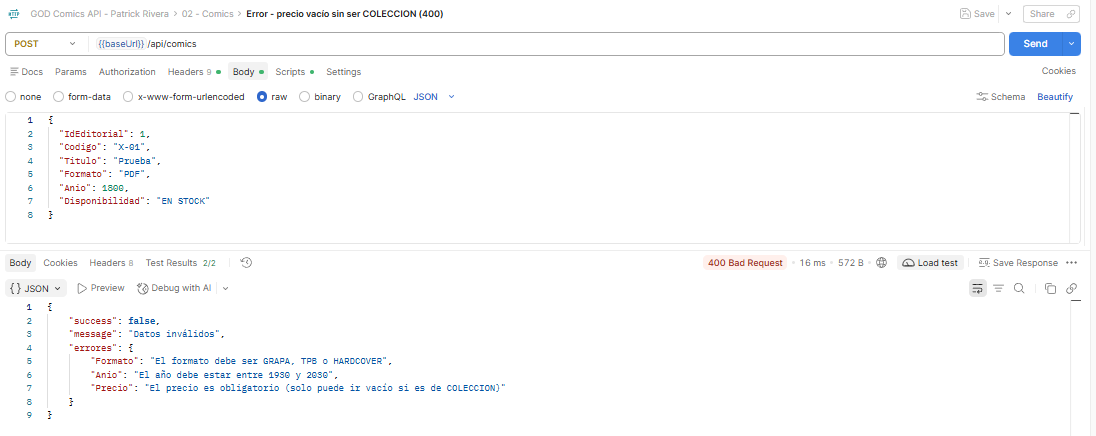 GOD Comics API - Patrick Rivera > 02 - Comics > Error - precio vacío sin ser COLECCION (400) Save Share
POST {{baseUrl}} /api/comics Send
Docs Params Authorization Headers 9 Body Scripts Settings Cookies
none form-data x-www-form-urlencoded raw binary GraphQL JSON Schema Beautify
1 {
2 "IdEditorial": 1,
3 "Codigo": "X-01",
4 "Titulo": "Prueba",
5 "Formato": "PDF",
6 "Anio": 1800,
7 "Disponibilidad": "EN STOCK"
8 }
Body Cookies Headers 8 Test Results 2/2 400 Bad Request • 16 ms • 572 B Load test e.g. Save Response
{ } JSON Preview Debug with AI
1 {
2 "success": false,
3 "message": "Datos inválidos",
4 "errores": {
5 "Formato": "El formato debe ser GRAPA, TPB o HARDCOVER",
6 "Anio": "El año debe estar entre 1930 y 2030",
7 "Precio": "El precio es obligatorio (solo puede ir vacío si es de COLECCION)"
8 }
9 }